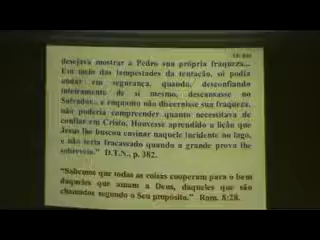 desejava mostrar a Pedro sua própria fraqueza...
Em meio das tempestades da tentação, só podia
andar em segurança, quando, desconfiando
inteiramente de si mesmo, descansasse no
Salvador... e enquanto não discernisse sua fraqueza,
não poderia compreender quanto necessitava de
confiar em Cristo. Houvesse aprendido a lição que
Jesus lhe buscou ensinar naquele incidente no lago,
e não teria fracassado quando a grande prova lhe
sobreveio." D.T.N., p. 382.
"Sabemos que todas as coisas cooperam para o bem
daqueles que amam a Deus, daqueles que são
chamados segundo o Seu propósito." Rom. 8:28.